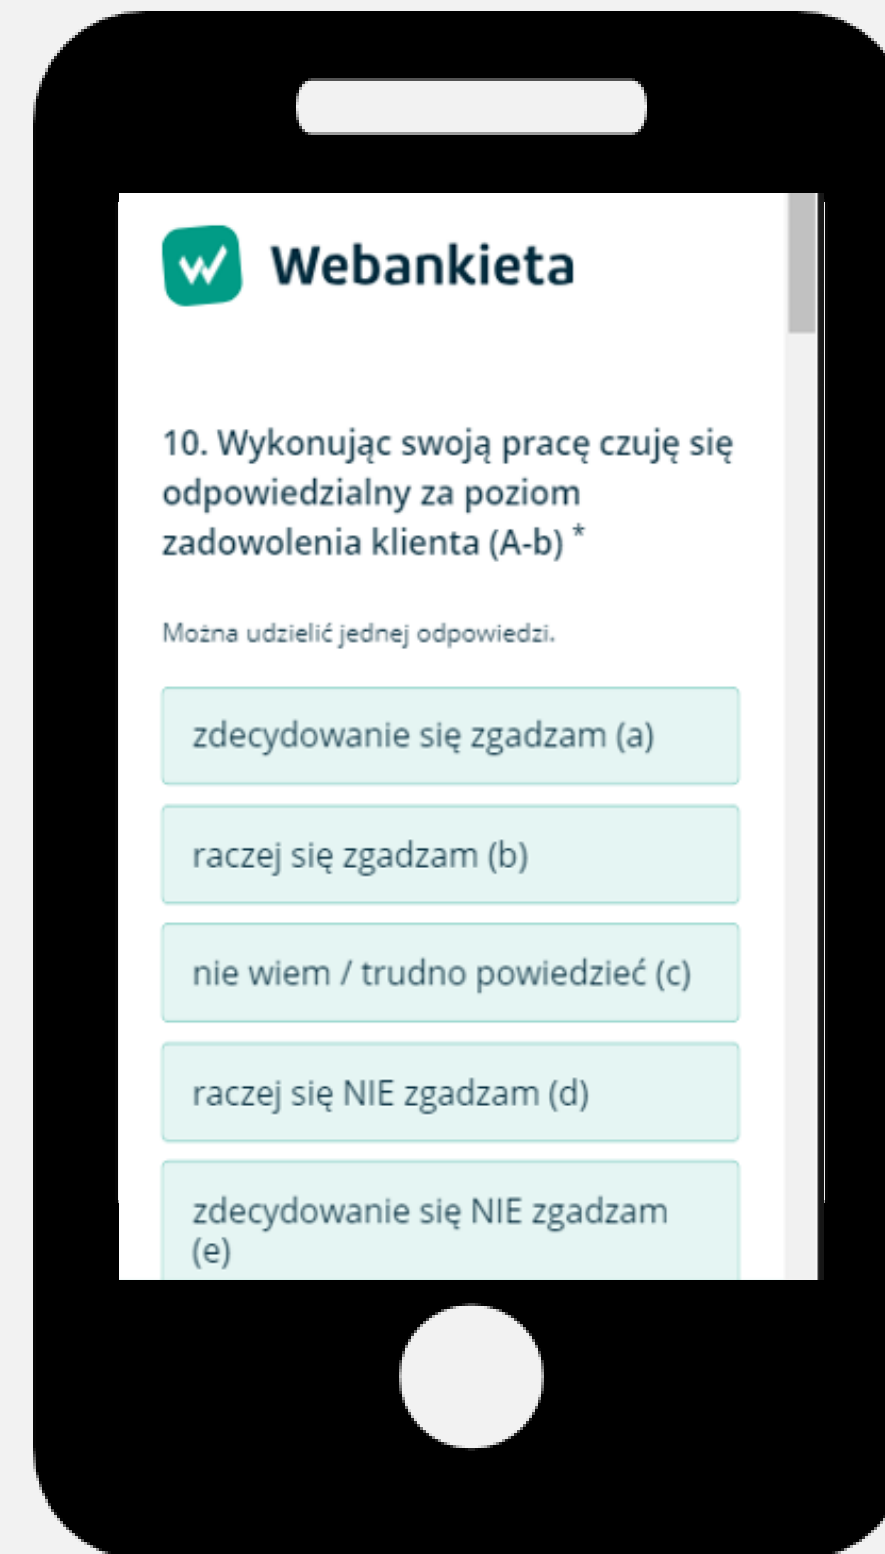 Webankieta
10. Wykonując swoją pracę czuję się
odpowiedzialny za poziom
zadowolenia klienta (A-b) *
Można udzielić jednej odpowiedzi.
zdecydowanie się zgadzam (a)
raczej się zgadzam (b)
nie wiem / trudno powiedzieć (c)
raczej się NIE zgadzam (d)
zdecydowanie się NIE zgadzam
(e)